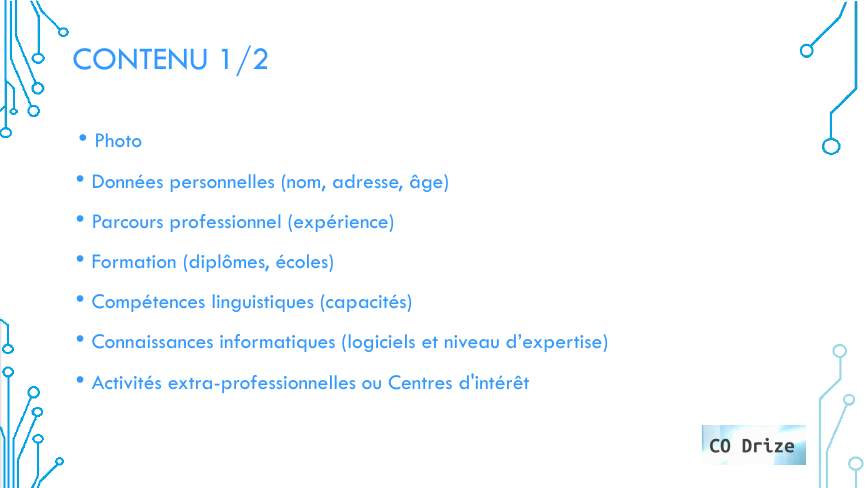 CONTENU 1/2
• Photo
• Données personnelles (nom, adresse, âge)
• Parcours professionnel (expérience)
• Formation (diplômes, écoles)
• Compétences linguistiques (capacités)
• Connaissances informatiques (logiciels et niveau d’expertise)
• Activités extra-professionnelles ou Centres d'intérêt
CO Drize